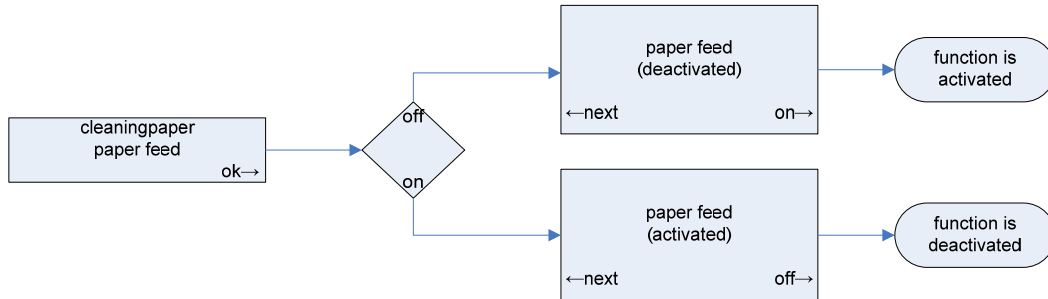 cleaningpaper
paper feed
ok→
off
on
paper feed
(deactivated)
←next on→
function is
activated
paper feed
(activated)
←next off→
function is
deactivated